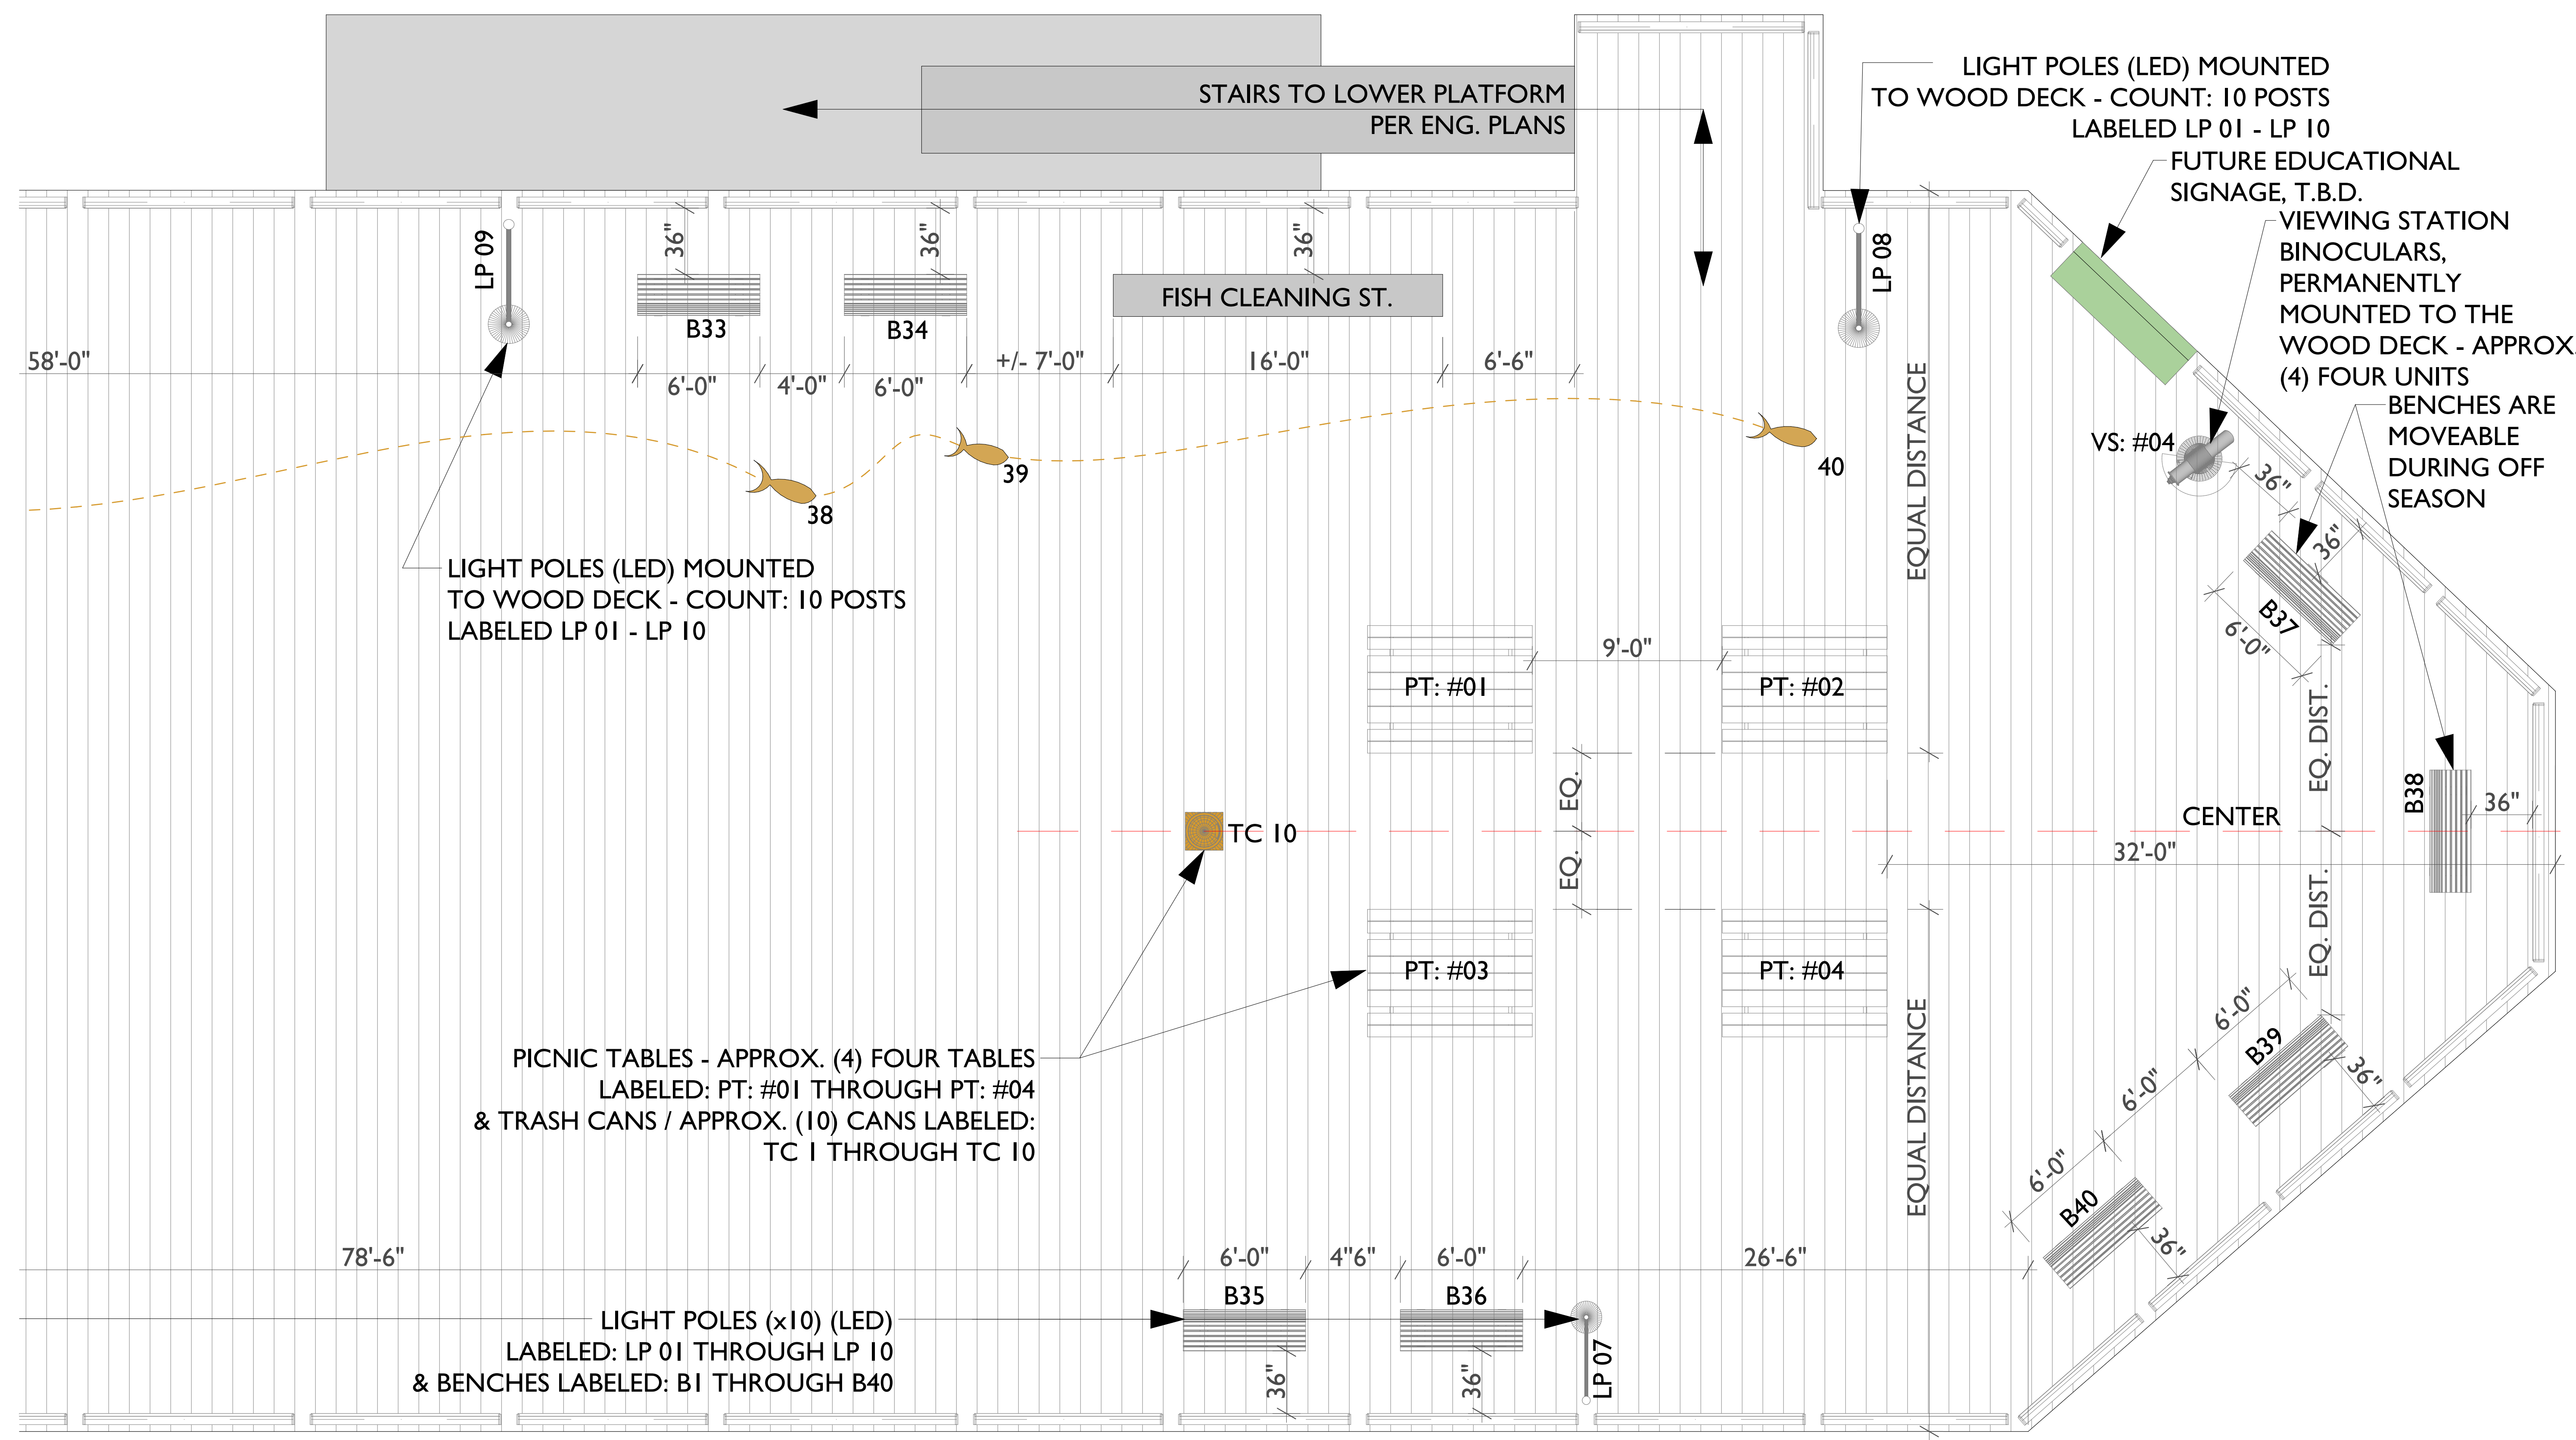 STAIRS TO LOWER PLATFORM
PER ENG. PLANS
LIGHT POLES (LED) MOUNTED
TO WOOD DECK - COUNT: 10 POSTS
LABELED LP 01 - LP 10
FUTURE EDUCATIONAL
SIGNAGE, T.B.D.
VIEWING STATION
BINOCULARS,
PERMANENTLY
MOUNTED TO THE
WOOD DECK - APPROX.
(4) FOUR UNITS
BENCHES ARE
MOVEABLE
DURING OFF
SEASON
LP 09
36"
36"
36"
LP 08
B33
B34
FISH CLEANING ST.
58'-0"
6'-0"
4'-0"
6'-0"
+/- 7'-0"
16'-0"
6'-6"
EQUAL DISTANCE
VS: #04
36"
36"
38
39
40
LIGHT POLES (LED) MOUNTED
TO WOOD DECK - COUNT: 10 POSTS
LABELED LP 01 - LP 10
B37
6'-0"
9'-0"
PT: #01
PT: #02
EQ. DIST.
EQ.
TC 10
CENTER
B38
36"
32'-0"
EQ.
EQ. DIST.
PT: #03
PT: #04
EQUAL DISTANCE
6'-0"
B39
36"
6'-0"
6'-0"
B40
36"
PICNIC TABLES - APPROX. (4) FOUR TABLES
LABELED: PT: #01 THROUGH PT: #04
& TRASH CANS / APPROX. (10) CANS LABELED:
TC 1 THROUGH TC 10
78'-6"
6'-0"
4"6"
6'-0"
26'-6"
B35
B36
LIGHT POLES (x10) (LED)
LABELED: LP 01 THROUGH LP 10
& BENCHES LABELED: B1 THROUGH B40
36"
36"
LP 07